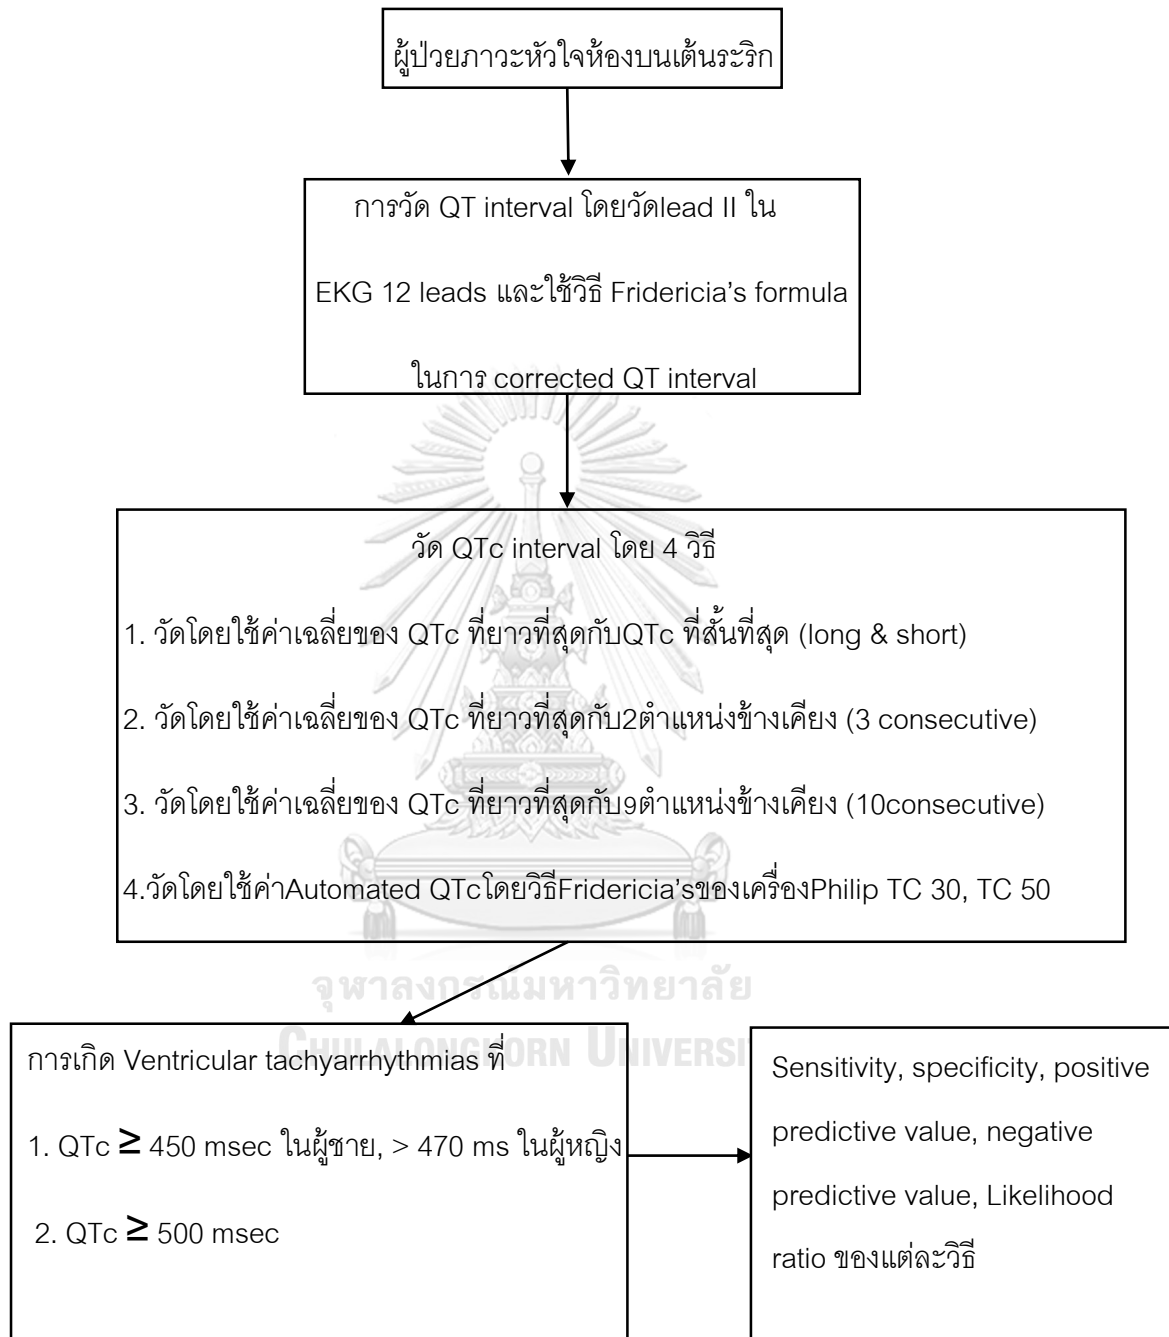 ผู้ป่วยภาวะหัวใจห้องบนเต้นระริก
การวัด QT interval โดยวัดlead II ใน
EKG 12 leads และใช้วิธี Fridericia's formula
ในการ corrected QT interval
วัด QTc interval โดย 4 วิธี
1. วัดโดยใช้ค่าเฉลี่ยของ QTc ที่ยาวที่สุดกับQTc ที่สั้นที่สุด (long & short)
2. วัดโดยใช้ค่าเฉลี่ยของ QTc ที่ยาวที่สุดกับ2ตำแหน่งข้างเคียง (3 consecutive)
3. วัดโดยใช้ค่าเฉลี่ยของ QTc ที่ยาวที่สุดกับ9ตำแหน่งข้างเคียง (10consecutive)
4.วัดโดยใช้ค่าAutomated QTcโดยวิธีFridericia'sของเครื่องPhilip TC 30, TC 50
จุฬาลงกรณ์มหาวิทยาลัย
CHULALONGKORN UNIVERSI
การเกิด Ventricular tachyarrhythmias ที่
1. QTc ≥ 450 msec ในผู้ชาย, > 470 ms ในผู้หญิง
2. QTc ≥ 500 msec
Sensitivity, specificity, positive
predictive value, negative
predictive value, Likelihood
ratio ของแต่ละวิธี